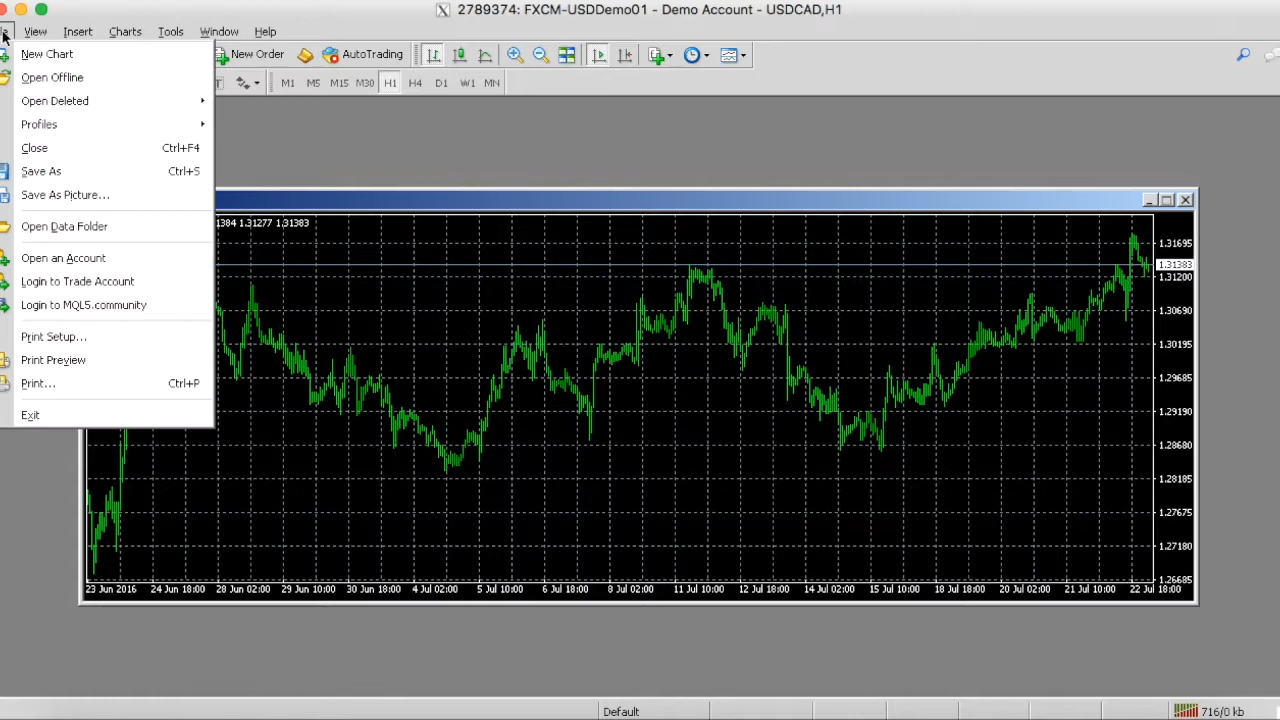 2789374: FXCM-USDDemo01 - Demo Account - USDCAD,H1
View Insert Charts Tools Window Help
New Order AutoTrading
M1 M5 M15 M30 H1 H4 D1 W1 MN
New Chart
Open Offline
Open Deleted
Profiles
Close Ctrl+F4
Save As Ctrl+S
Save As Picture...
Open Data Folder
Open an Account
Login to Trade Account
Login to MQL5.community
Print Setup...
Print Preview
Print... Ctrl+P
Exit
1384 1.31277 1.31383
1.31695
1.31383
1.31200
1.30690
1.30195
1.29685
1.29190
1.28680
1.28185
1.27675
1.27180
1.26685
23 Jun 2016 24 Jun 18:00 28 Jun 02:00 29 Jun 10:00 30 Jun 18:00 4 Jul 02:00 5 Jul 10:00 6 Jul 18:00 8 Jul 02:00 11 Jul 10:00 12 Jul 18:00 14 Jul 02:00 15 Jul 10:00 18 Jul 18:00 20 Jul 02:00 21 Jul 10:00 22 Jul 18:00
Default
716/0 kb